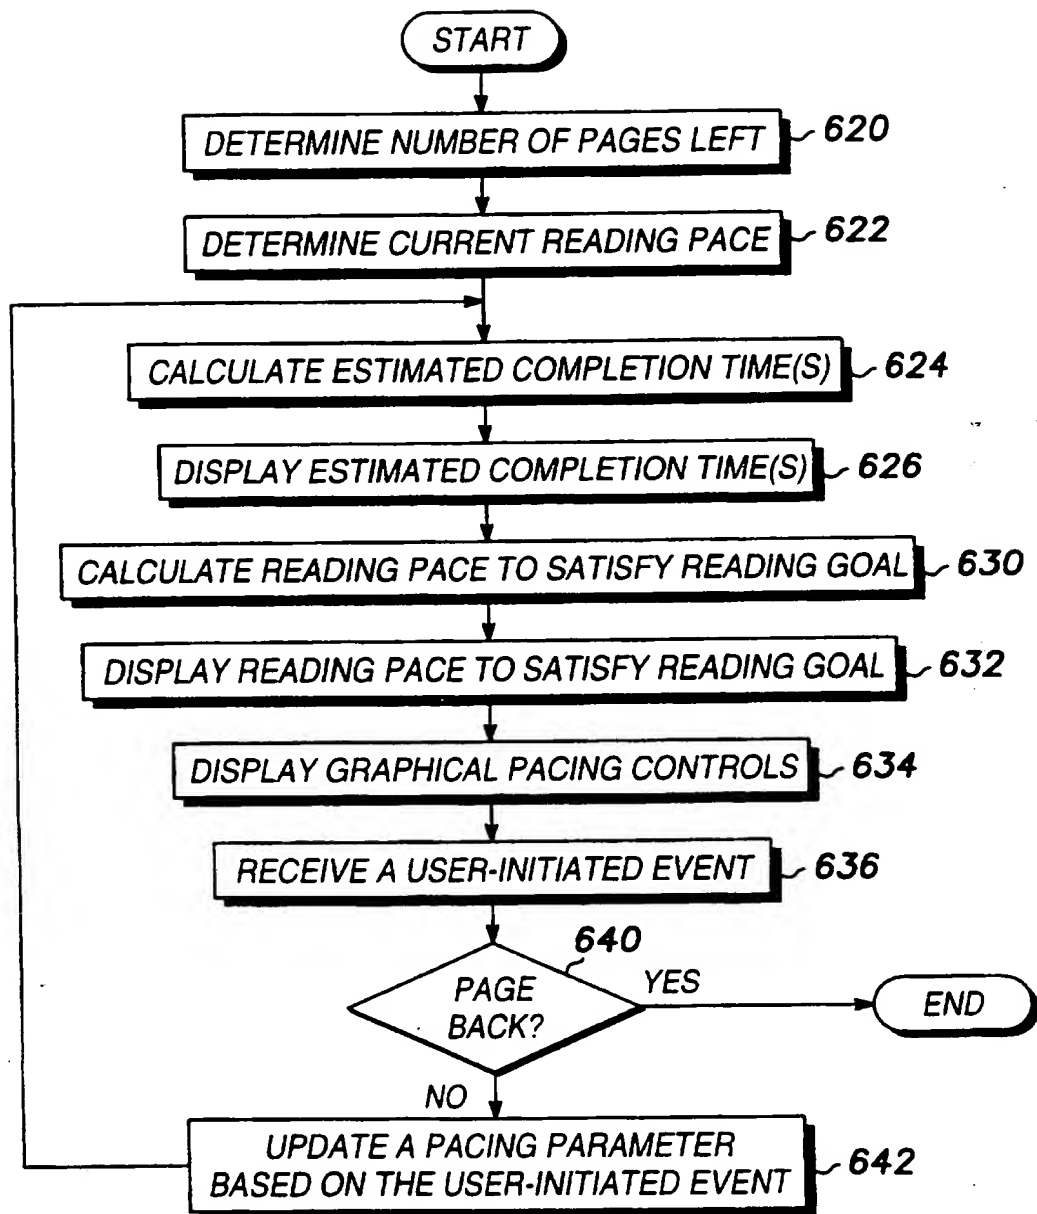 START
DETERMINE NUMBER OF PAGES LEFT 620
DETERMINE CURRENT READING PACE 622
CALCULATE ESTIMATED COMPLETION TIME(S) 624
DISPLAY ESTIMATED COMPLETION TIME(S) 626
CALCULATE READING PACE TO SATISFY READING GOAL 630
DISPLAY READING PACE TO SATISFY READING GOAL 632
DISPLAY GRAPHICAL PACING CONTROLS 634
RECEIVE A USER-INITIATED EVENT 636
640
PAGE
BACK?
YES
END
NO
UPDATE A PACING PARAMETER
BASED ON THE USER-INITIATED EVENT 642